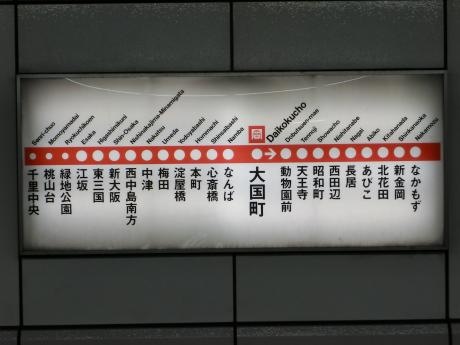 Senri-chuo
Momoyamadai
Ryokuchikoen
Esaka
Higashimikuni
Shin-Osaka
Nishinakajima-Minamigata
Nakatsu
Umeda
Yodoyabashi
Hommachi
Shinsaibashi
Namba
Daikokucho
Dobutsuen-mae
Tennoji
Showacho
Nishitanabe
Nagai
Abiko
Kitahanada
Shinkanaoka
Nakamozu
千里中央
桃山台
緑地公園
江坂
東三国
新大阪
西中島南方
中津
梅田
淀屋橋
本町
心斎橋
なんば
大国町
動物園前
天王寺
昭和町
西田辺
長居
あびこ
北花田
新金岡
なかもず